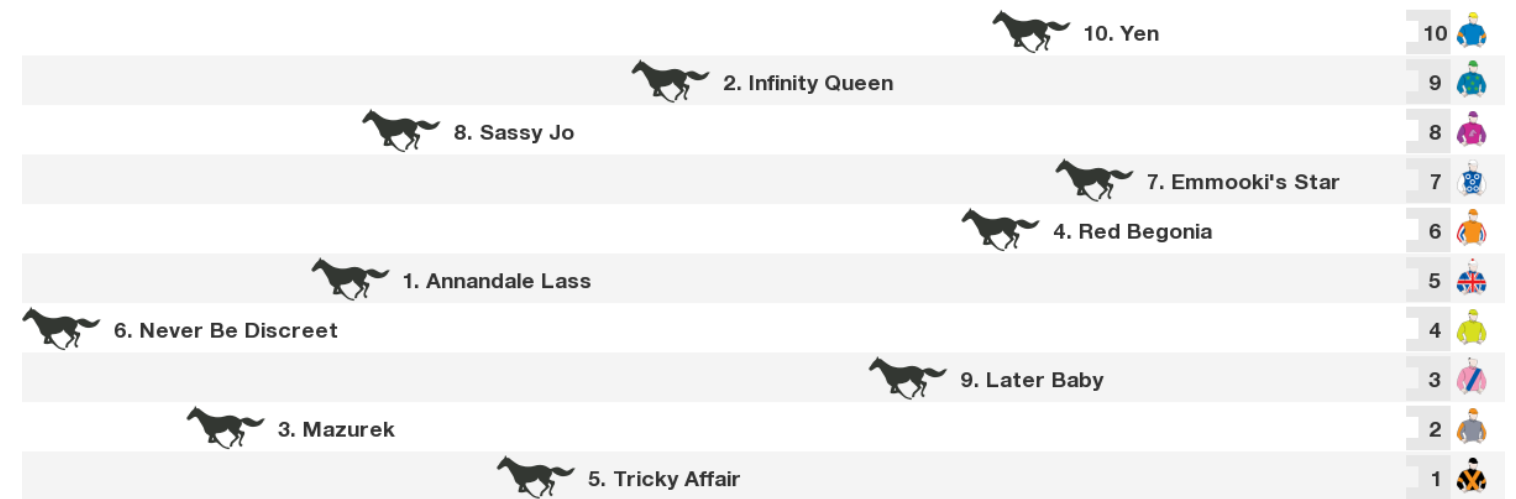 10. Yen 10
2. Infinity Queen 9
8. Sassy Jo 8
7. Emmooki's Star 7
4. Red Begonia 6
1. Annandale Lass 5
6. Never Be Discreet 4
9. Later Baby 3
3. Mazurek 2
5. Tricky Affair 1